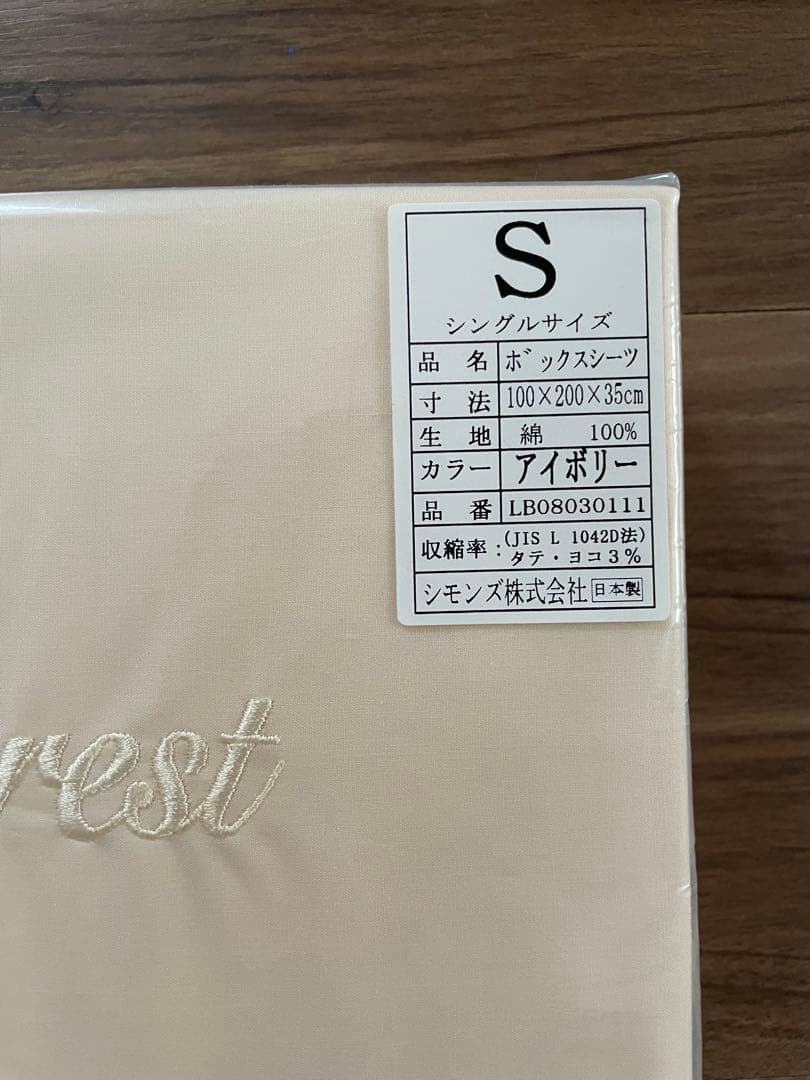 S
シングルサイズ
品 名 ボックスシーツ
寸 法 100×200×35cm
生 地 綿 100%
カラー アイボリー
品 番 LB08030111
収縮率:(JIS L 1042D法)
タテ・ヨコ3%
シモンズ株式会社 日本製
rest